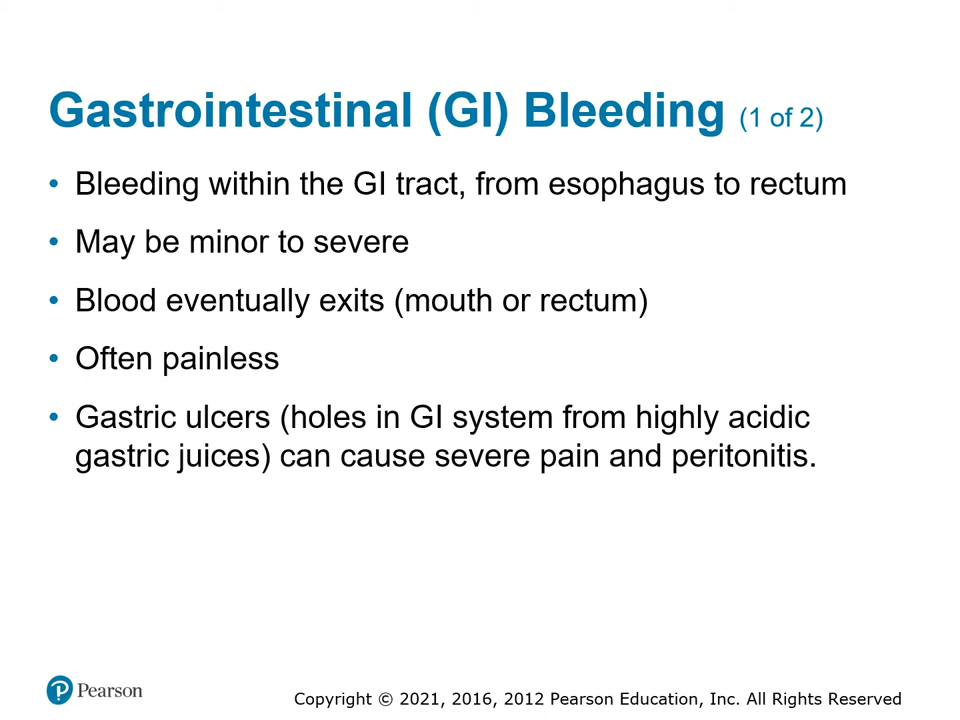 Gastrointestinal (GI) Bleeding (1 of 2)
• Bleeding within the GI tract, from esophagus to rectum
• May be minor to severe
• Blood eventually exits (mouth or rectum)
• Often painless
• Gastric ulcers (holes in GI system from highly acidic
gastric juices) can cause severe pain and peritonitis.
Pearson
Copyright © 2021, 2016, 2012 Pearson Education, Inc. All Rights Reserved